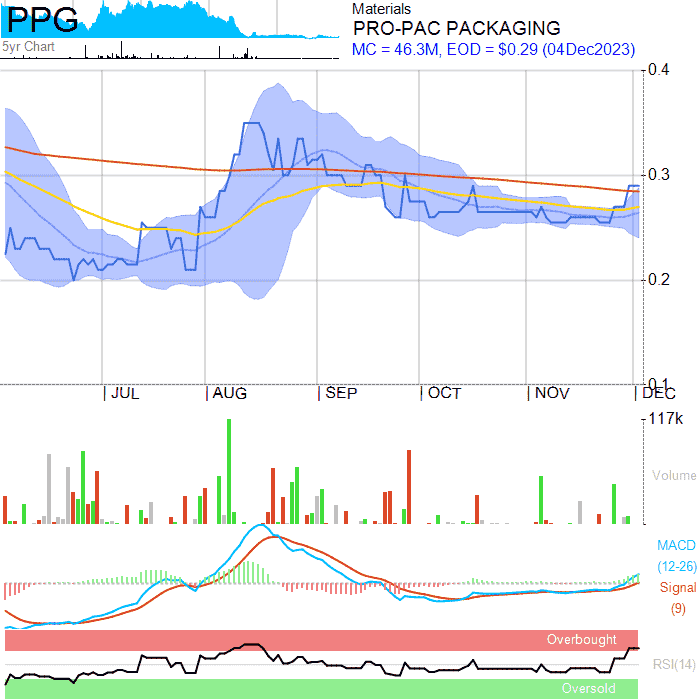 PPG
5yr Chart
Materials
PRO-PAC PACKAGING
MC = 46.3M, EOD = $0.29 (04Dec2023)
0.4
0.3
0.2
0.1
JUL
AUG
SEP
OCT
NOV
DEC
117k
Volume
MACD
(12-26)
Signal
(9)
Overbought
RSI(14)
Oversold